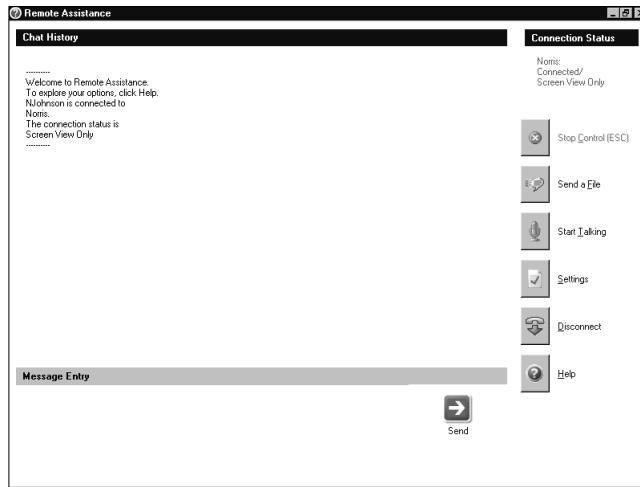 Remote Assistance
Chat History
----------
Welcome to Remote Assistance.
To explore your options, click Help.
NJohnson is connected to
Norris.
The connection status is
Screen View Only
----------
Message Entry
Send
Connection Status
Norris:
Connected/
Screen View Only
Stop Control (ESC)
Send a File
Start Talking
Settings
Disconnect
Help